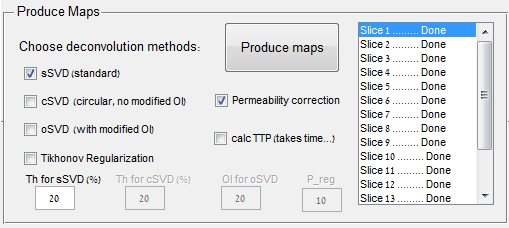 Produce Maps
Choose deconvolution methods:
Produce maps
sSVD (standard)
cSVD (circular, no modified OI)
Permeability correction
oSVD (with modified OI)
calc TTP (takes time...)
Tikhonov Regularization
Th for sSVD (%)
Th for cSVD (%)
OI for oSVD
P_reg
20
20
20
10
Slice 1 ......... Done
Slice 2 ......... Done
Slice 3 ......... Done
Slice 4 ......... Done
Slice 5 ......... Done
Slice 6 ......... Done
Slice 7 ......... Done
Slice 8 ......... Done
Slice 9 ......... Done
Slice 10 ......... Done
Slice 11 ......... Done
Slice 12 ......... Done
Slice 13 ......... Done